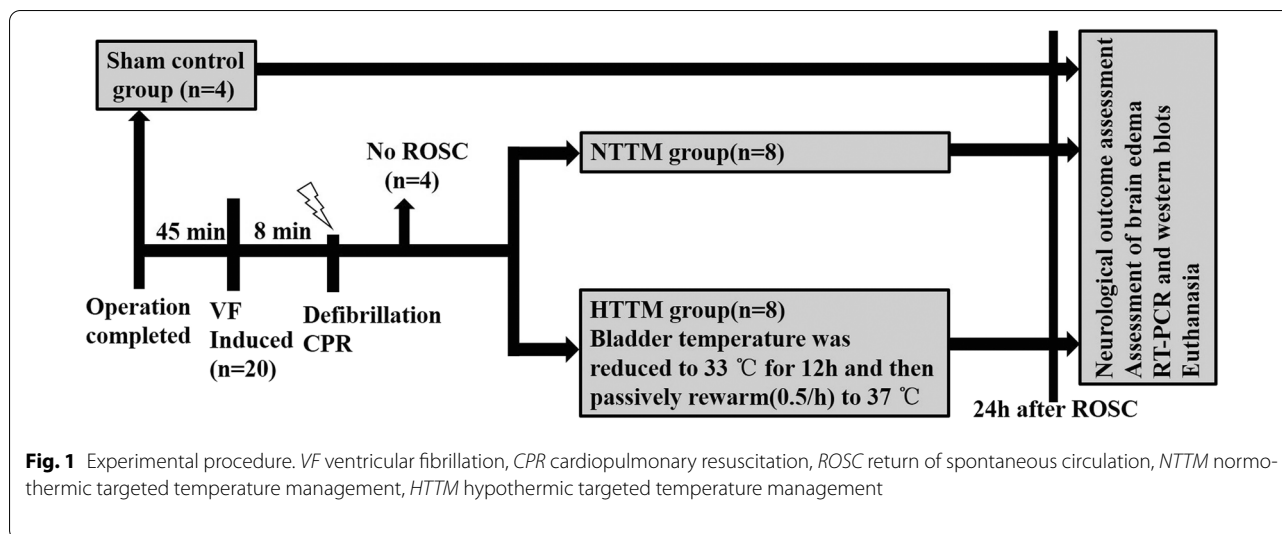 Sham control
group (n=4)
No ROSC
(n=4)
NTTM group(n=8)
45 min
8 min
Operation
completed
VF
Induced
(n=20)
Defibrillation
CPR
HTTM group(n=8)
Bladder temperature was
reduced to 33 ℃ for 12h and then
passively rewarm(0.5/h) to 37 ℃
24h after ROSC
Neurological outcome assessment
Assessment of brain edema
RT-PCR and western blots
Euthanasia
Fig. 1 Experimental procedure. VF ventricular fibrillation, CPR cardiopulmonary resuscitation, ROSC return of spontaneous circulation, NTTM normo-
thermic targeted temperature management, HTTM hypothermic targeted temperature management